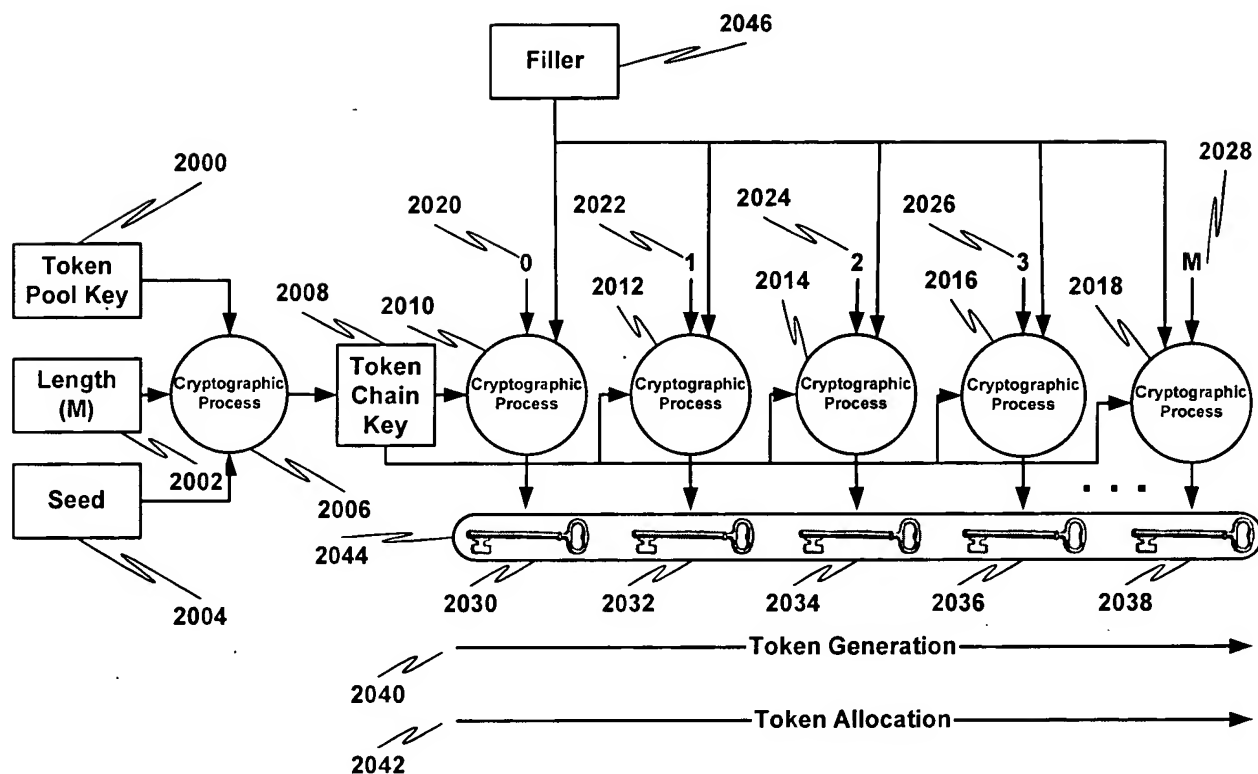 2046
Filler
2000
2028
2020
2022
2024
2026
0
1
2
3
M
Token
Pool Key
2008
2010
2012
2014
2016
2018
Length
(M)
Cryptographic
Process
Token
Chain
Key
Cryptographic
Process
Cryptographic
Process
Cryptographic
Process
Cryptographic
Process
Cryptographic
Process
2002
Seed
2006
. . .
2044
2004
2030
2032
2034
2036
2038
Token Generation
2040
Token Allocation
2042